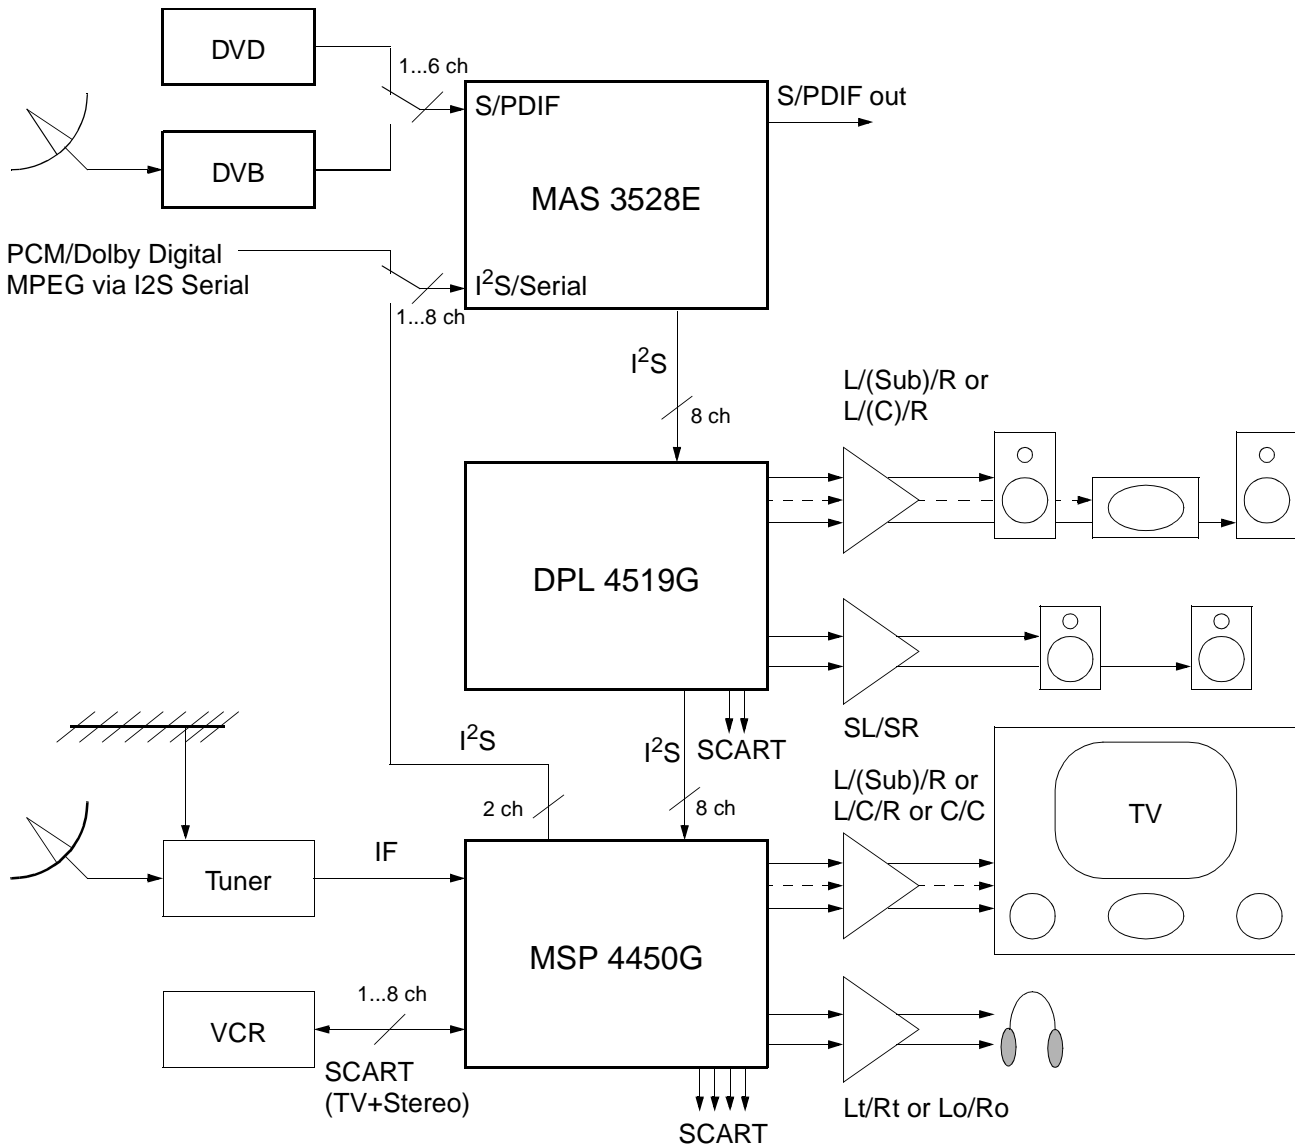 DVD
1...6 ch
S/PDIF
S/PDIF out
DVB
MAS 3528E
PCM/Dolby Digital
MPEG via I2S Serial
I²S/Serial
1...8 ch
I²S
8 ch
L/(Sub)/R or
L/(C)/R
DPL 4519G
SL/SR
I²S
I²S
SCART
2 ch
8 ch
L/(Sub)/R or
L/C/R or C/C
TV
Tuner
IF
MSP 4450G
VCR
1...8 ch
SCART
(TV+Stereo)
Lt/Rt or Lo/Ro
SCART